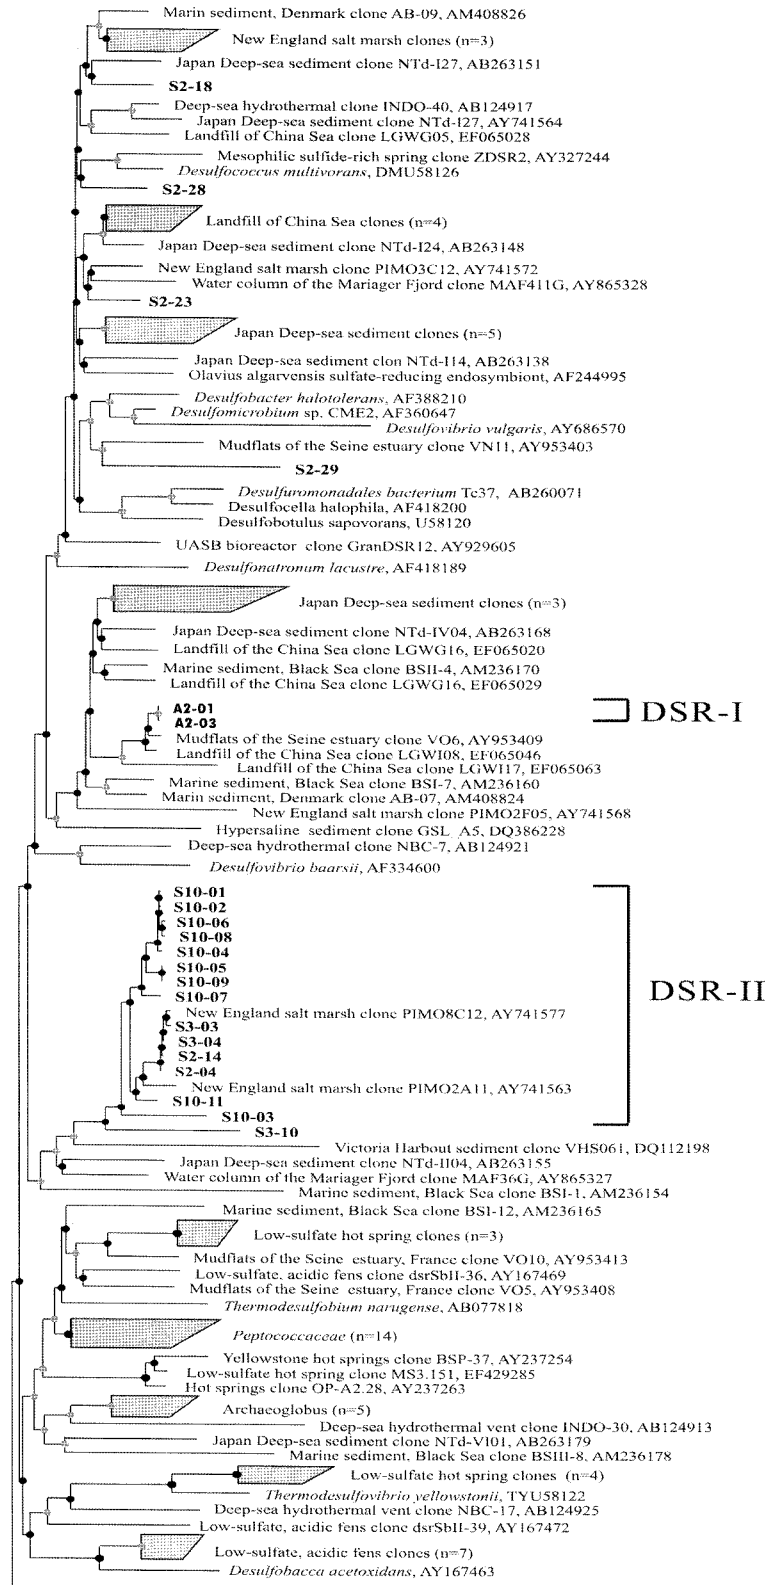 Marin sediment, Denmark clone AB-09, AM408826
New England salt marsh clones (n=3)
Japan Deep-sea sediment clone NTd-I27, AB263151
S2-18
Deep-sea hydrothermal clone INDO-40, AB124917
Japan Deep-sea sediment clone NTd-I27, AY741564
Landfill of China Sea clone LGWG05, EF065028
Mesophilic sulfide-rich spring clone ZDSR2, AY327244
Desulfococcus multivorans, DMU58126
S2-28
Landfill of China Sea clones (n=4)
Japan Deep-sea sediment clone NTd-I24, AB263148
New England salt marsh clone PIMO3C12, AY741572
Water column of the Mariager Fjord clone MAF411G, AY865328
S2-23
Japan Deep-sea sediment clones (n=5)
Japan Deep-sea sediment clon NTd-I14, AB263138
Olavius algarvensis sulfate-reducing endosymbiont, AF244995
Desulfobacter halotolerans, AF388210
Desulfomicrobium sp. CME2, AF360647
Desulfovibrio vulgaris, AY686570
Mudflats of the Seine estuary clone VN11, AY953403
S2-29
Desulfuromonadales bacterium Tc37, AB260071
Desulfocella halophila, AF418200
Desulfobotulus sapovorans, U58120
UASB bioreactor clone GranDSR12, AY929605
Desulfonatronum lacustre, AF418189
Japan Deep-sea sediment clones (n=3)
Japan Deep-sea sediment clone NTd-IV04, AB263168
Landfill of the China Sea clone LGWG16, EF065020
Marine sediment, Black Sea clone BSII-4, AM236170
Landfill of the China Sea clone LGWG16, EF065029
A2-01
DSR-I
A2-03
Mudflats of the Seine estuary clone VO6, AY953409
Landfill of the China Sea clone LGWI08, EF065046
Landfill of the China Sea clone LGWI17, EF065063
Marine sediment, Black Sea clone BSI-7, AM236160
Marin sediment, Denmark clone AB-07, AM408824
New England salt marsh clone PIMO2F05, AY741568
Hypersaline sediment clone GSL_A5, DQ386228
Deep-sea hydrothermal clone NBC-7, AB124921
Desulfovibrio baarsii, AF334600
S10-01
S10-02
S10-06
S10-08
S10-04
S10-05
S10-09
DSR-II
S10-07
New England salt marsh clone PIMO8C12, AY741577
S3-03
S3-04
S2-14
S2-04
New England salt marsh clone PIMO2A11, AY741563
S10-11
S10-03
S3-10
Victoria Harbout sediment clone VHS061, DQ112198
Japan Deep-sea sediment clone NTd-II04, AB263155
Water column of the Mariager Fjord clone MAF36G, AY865327
Marine sediment, Black Sea clone BSI-1, AM236154
Marine sediment, Black Sea clone BSI-12, AM236165
Low-sulfate hot spring clones (n=3)
Mudflats of the Seine estuary, France clone VO10, AY953413
Low-sulfate, acidic fens clone dsrSbII-36, AY167469
Mudflats of the Seine estuary, France clone VO5, AY953408
Thermodesulfobium narugense, AB077818
Peptococcaceae (n=14)
Yellowstone hot springs clone BSP-37, AY237254
Low-sulfate hot spring clone MS3.151, EF429285
Hot springs clone OP-A2.28, AY237263
Archaeoglobus (n=5)
Deep-sea hydrothermal vent clone INDO-30, AB124913
Japan Deep-sea sediment clone NTd-VI01, AB263179
Marine sediment, Black Sea clone BSIII-8, AM236178
Low-sulfate hot spring clones (n=4)
Thermodesulfovibrio yellowstonii, TYU58122
Deep-sea hydrothermal vent clone NBC-17, AB124925
Low-sulfate, acidic fens clone dsrSbII-39, AY167472
Low-sulfate, acidic fens clones (n=7)
Desulfobacca acetoxidans, AY167463